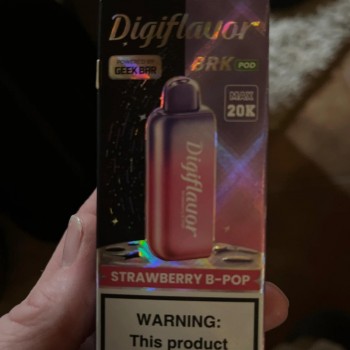 Digiflavor
POWERED BY
GEEK BAR
BRK POD
MAX
20K
Digiflavor
STRAWBERRY B-POP
WARNING:
This product